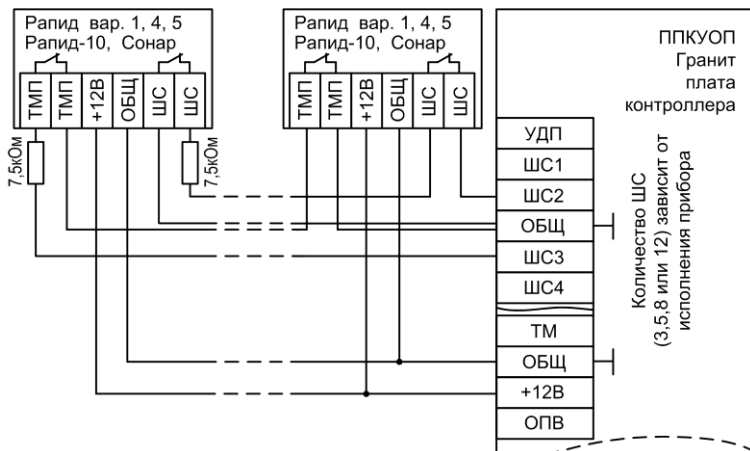 Рапид вар. 1, 4, 5
Рапид-10, Сонар
ТМП
ТМП
+12В
ОБЩ
ШС
ШС
7,5кОм
7,5кОм
Рапид вар. 1, 4, 5
Рапид-10, Сонар
ТМП
ТМП
+12В
ОБЩ
ШС
ШС
ППКУОП
Гранит
плата
контроллера
УДП
ШС1
ШС2
ОБЩ
ШС3
ШС4
ТМ
ОБЩ
+12В
ОПВ
Количество ШС
(3,5,8 или 12) зависит от
исполнения прибора